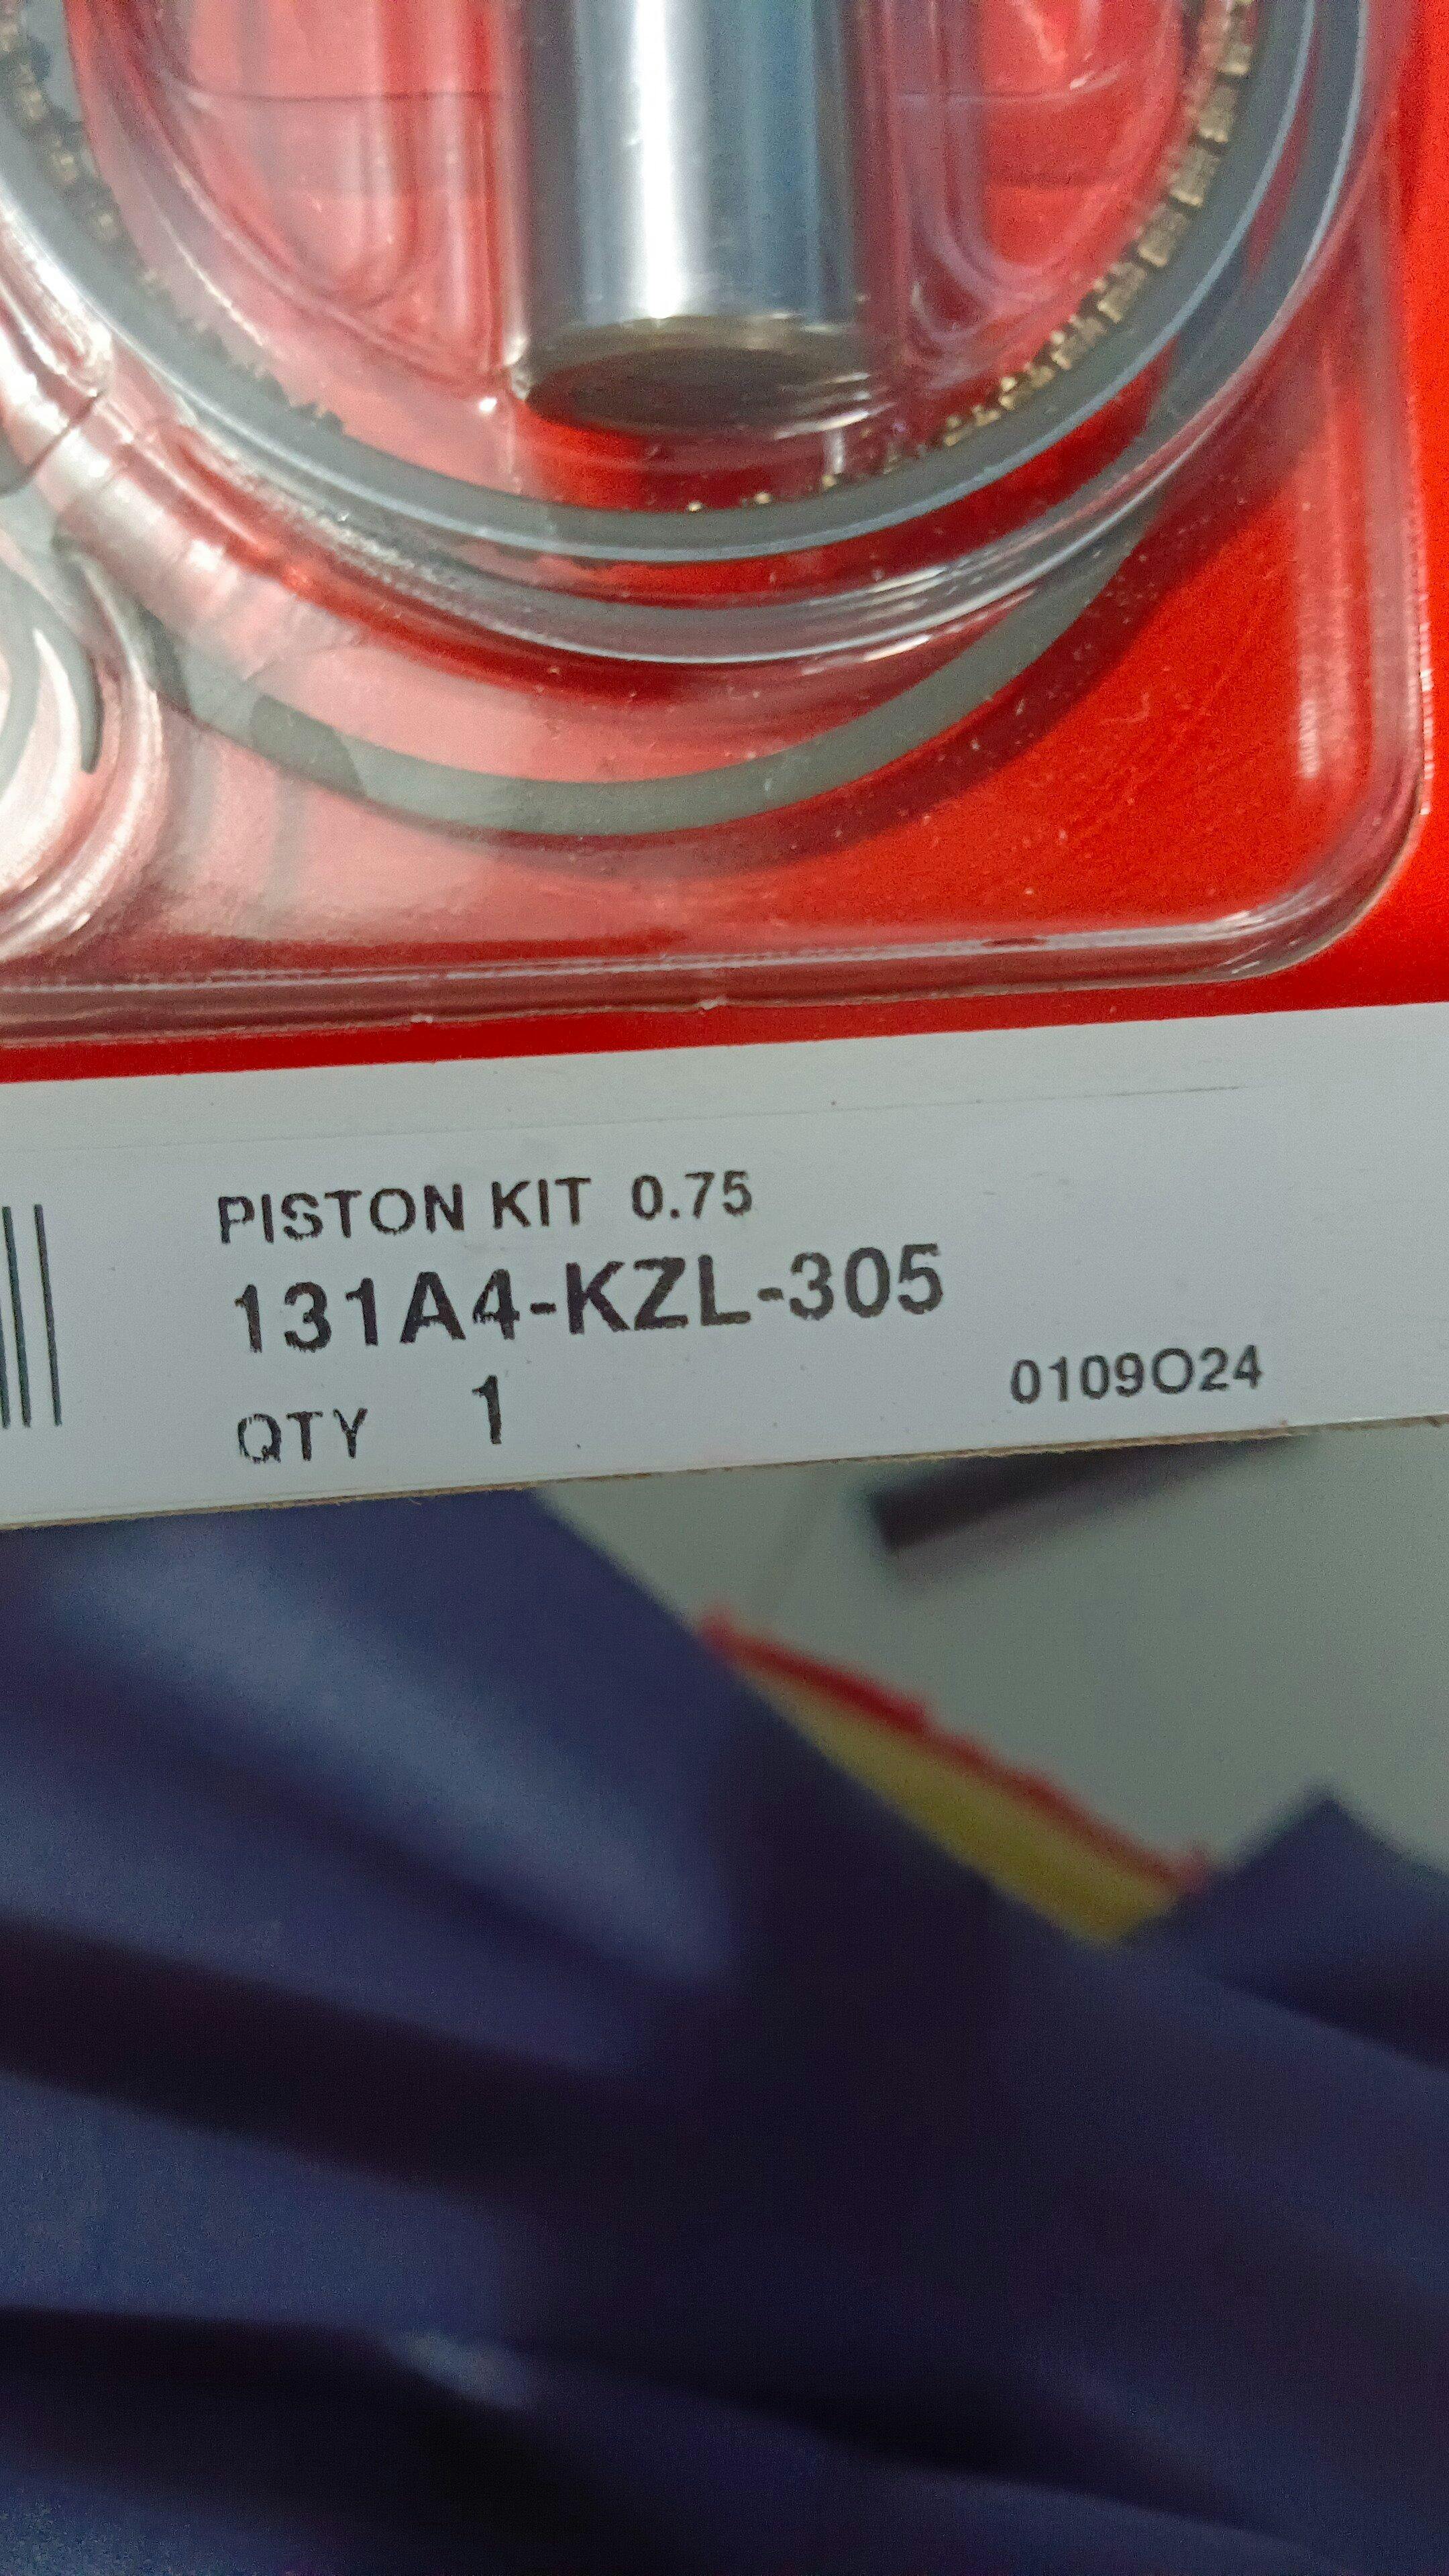 PISTON KIT 0.75
131A4-KZL-305
QTY 1
0109O24